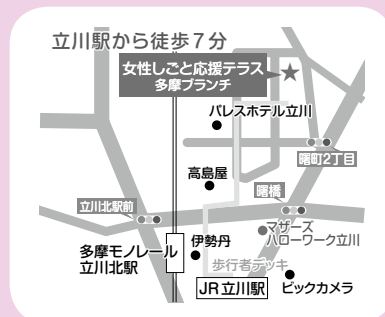 立川駅から徒歩7分
女性しごと応援テラス
多摩ブランチ
パレスホテル立川
曙町2丁目
高島屋
曙橋
立川北駅前
マザーズ
ハローワーク立川
多摩モノレール
立川北駅
伊勢丹
歩行者デッキ
JR立川駅
ビックカメラ